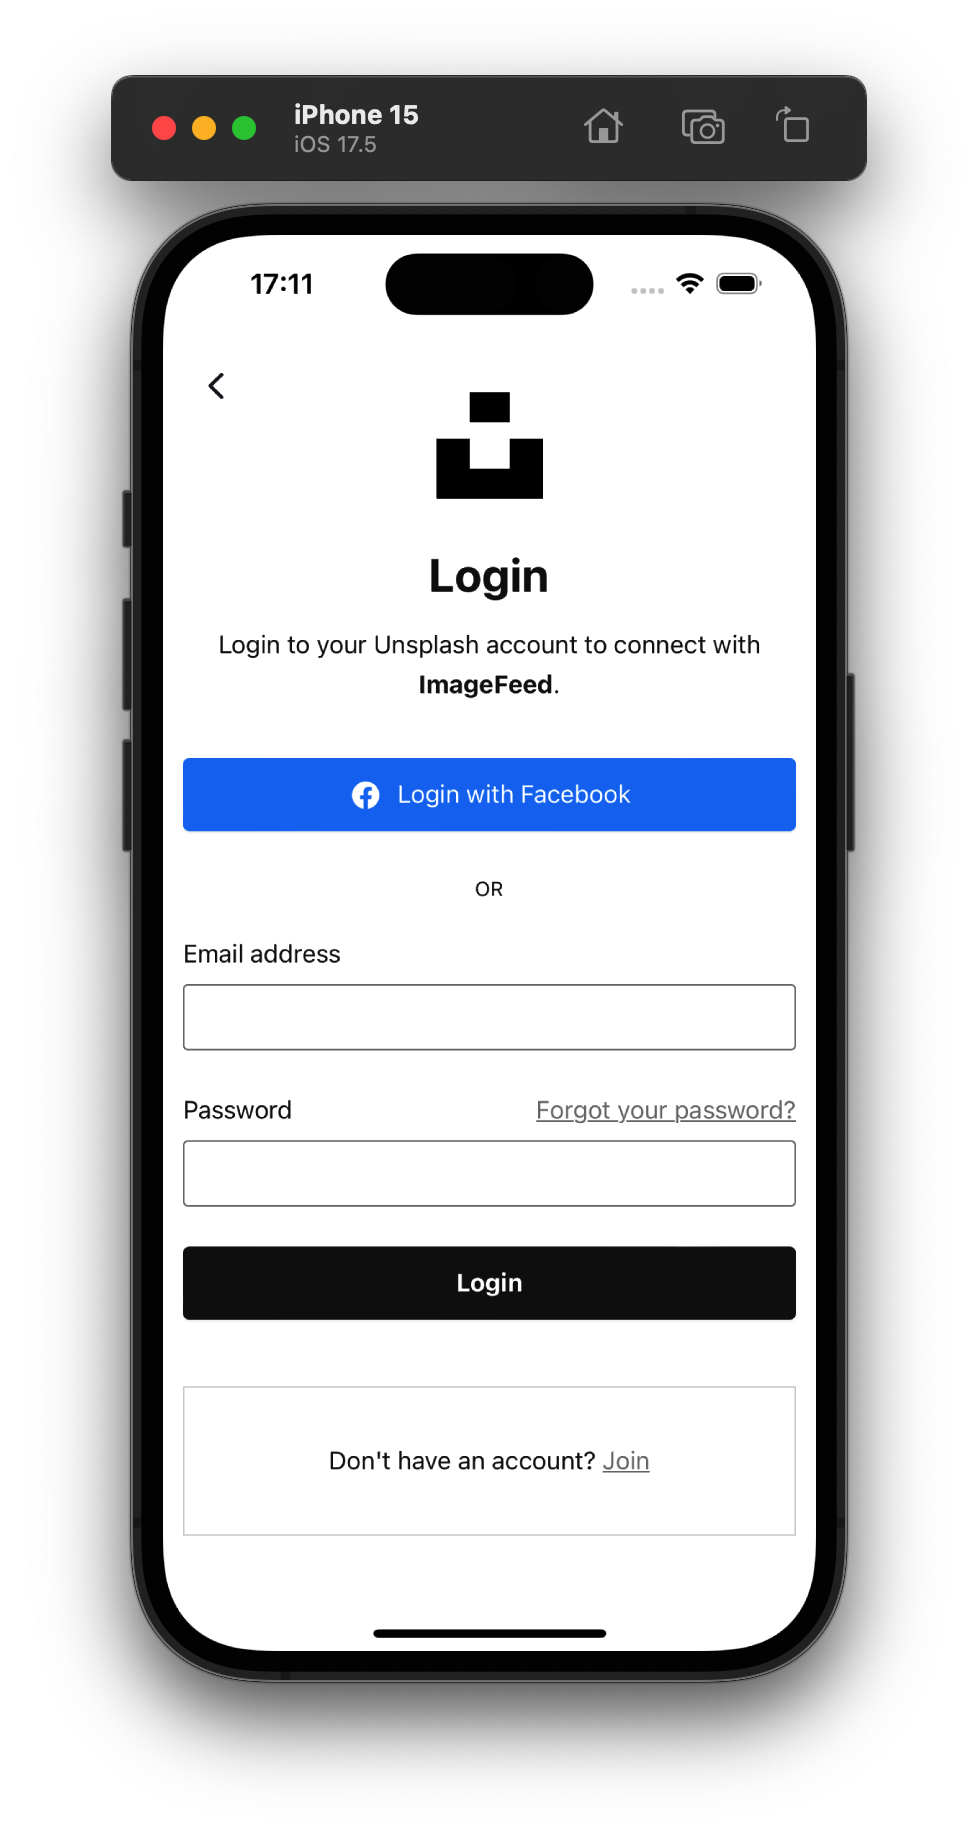 iPhone 15
iOS 17.5
17:11
Login
Login to your Unsplash account to connect with
ImageFeed.
Login with Facebook
OR
Email address
Password Forgot your password?
Login
Don't have an account? Join